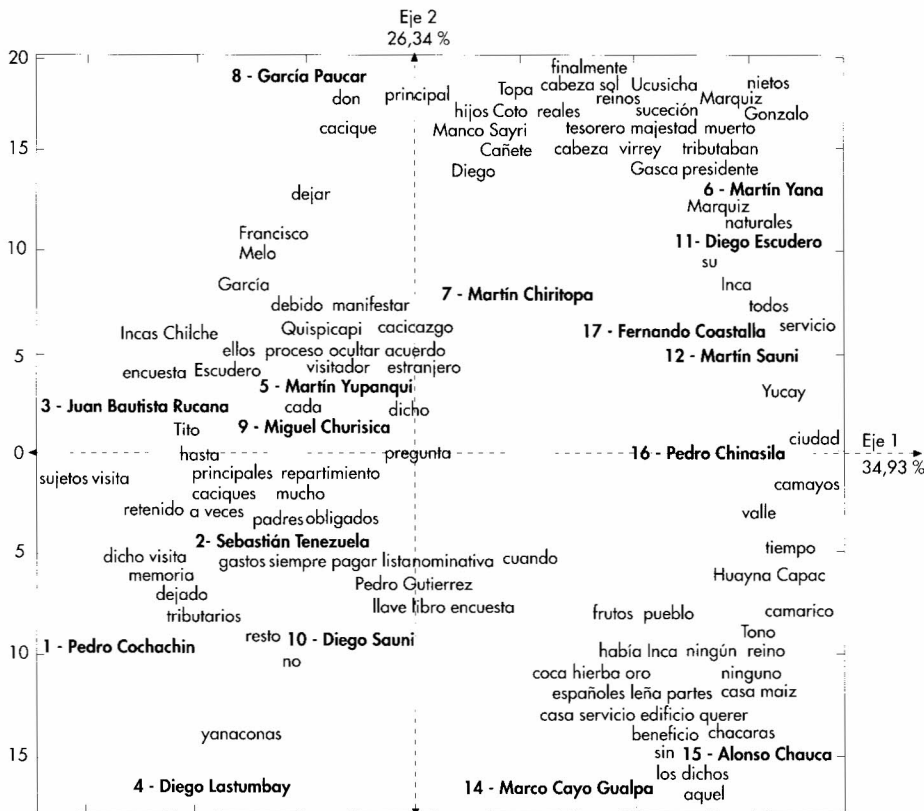 Eje 2
26,34 %
20
finalmente
8 - García Paucar
Topa cabeza sol Ucusicha nietos
don principal reinos Marquiz
hijos Coto reales suceción Gonzalo
cacique Manco Sayri tesorero majestad muerto
15
Cañete cabeza virrey tributaban
Diego Gasca presidente
dejar 6 - Martín Yana
Marquiz
naturales
Francisco 11- Diego Escudero
10
Melo su
García Inca
7 - Martín Chiritopa
debido manifestar todos
Incas Chilche Quispicapi cacicazgo 17 - Fernando Coastalla servicio
ellos proceso ocultar acuerdo
5
12 - Martín Sauni
encuesta Escudero visitador estranjero
5 - Martín Yupanqui
Yucay
3 - Juan Bautista Rucana cada dicho
Tito 9 - Miguel Churisica
ciudad Eje 1
0 hasta pregunta 16 - Pedro Chinasila
34,93 %
sujetos visita principales repartimiento
caciques mucho camayos
retenido a veces padres obligados valle
2- Sebastián Tenezuela
5
dicho visita gastos siempre pagar listanominativa cuando tiempo
memoria Pedro Gutierrez Huayna Capac
dejado llave libro encuesta
tributarios frutos pueblo camarico
resto 10 - Diego Sauni Tono
1 - Pedro Cochachin había Inca ningún reino
10
no
coca hierba oro ninguno
españoles leña partes casa maiz
casa servicio edificio querer
yanaconas beneficio chacaras
15
sin 15 - Alonso Chauca
los dichos
4 - Diego Lastumbay 14 - Marco Cayo Gualpa aquel